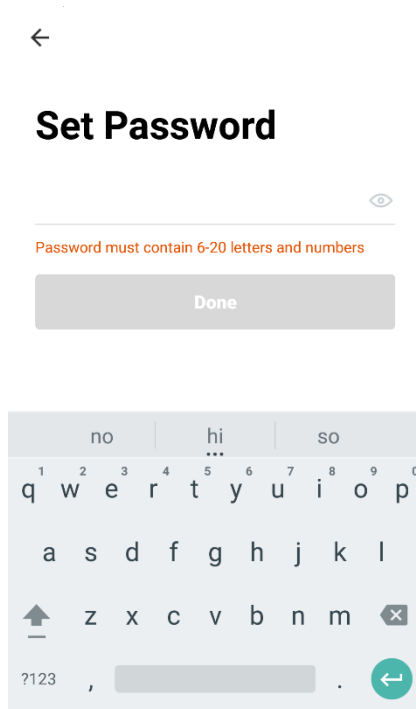 Set Password
Password must contain 6-20 letters and numbers
Done
no hi so
1 2 3 4 5 6 7 8 9 0
q w e r t y u i o p
a s d f g h j k l
z x c v b n m
?123 , .